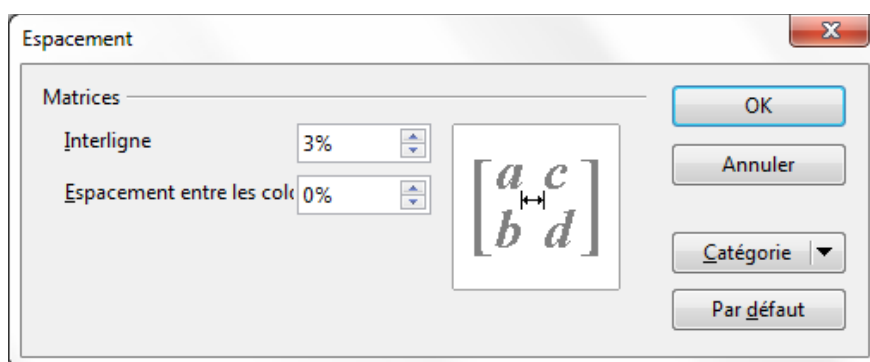 Espacement
Matrices
Interligne 3%
Espacement entre les colo 0%
a c
b d
OK
Annuler
Catégorie
Par défaut